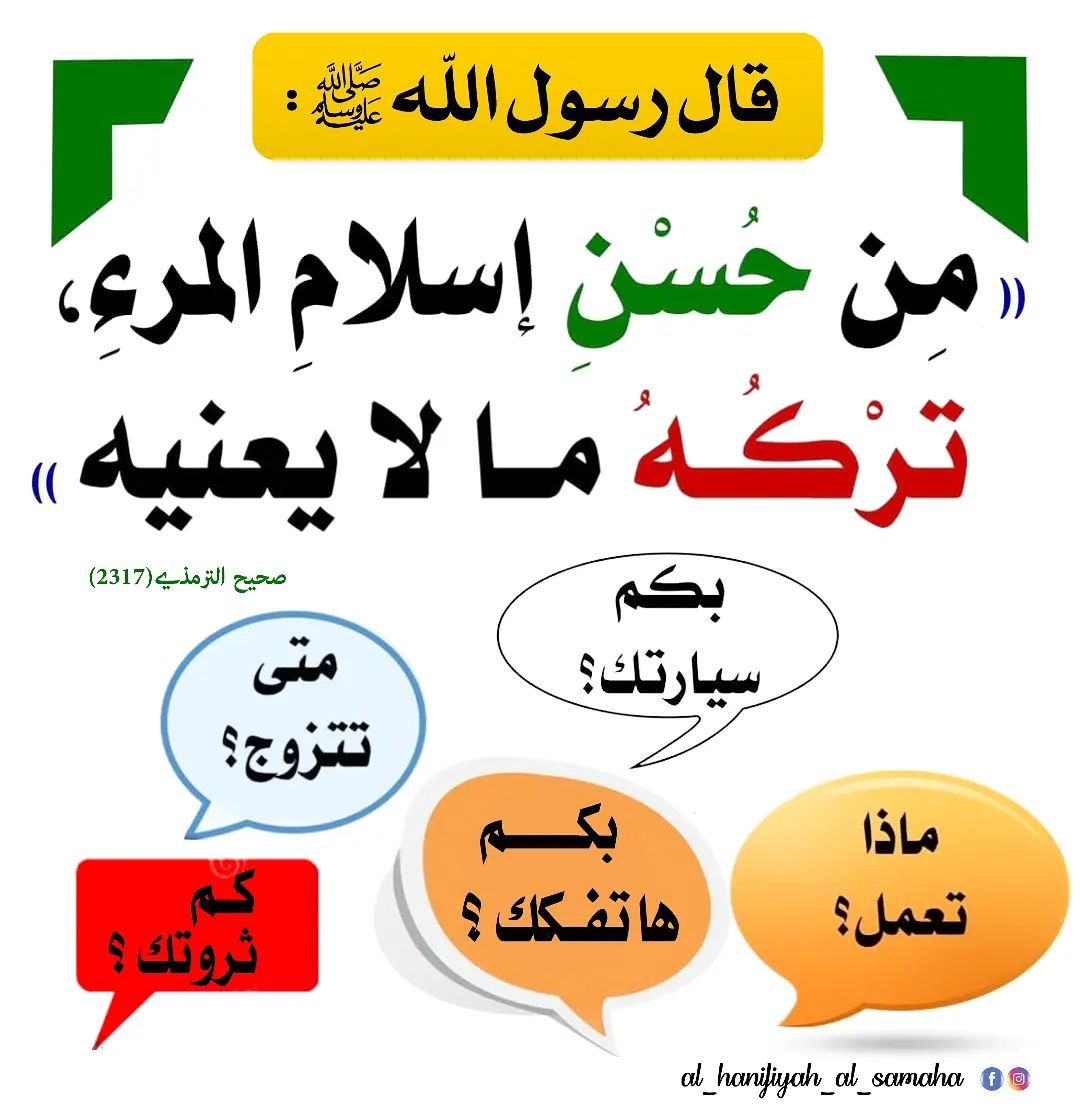 قال رسول الله ﷺ :
(( مِن حُسْنِ إسلامِ المرءِ،
تَرْكُهُ ما لا يعنيه ))
صحيح الترمذي(2317)
بكم
سيارتك؟
متى
تتزوج؟
بكم
هاتفكك ؟
ماذا
تعمل؟
كم
ثروتك ؟
al_hanifiyah_al_samaha